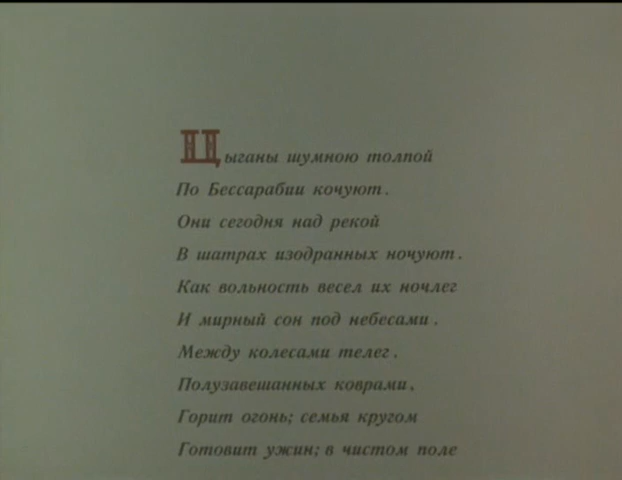 Цыганы шумною толпой
По Бессарабии кочуют.
Они сегодня над рекой
В шатрах изодранных ночуют.
Как вольность весел их ночлег
И мирный сон под небесами.
Между колесами телег,
Полузавешанных коврами,
Горит огонь; семья кругом
Готовит ужин; в чистом поле